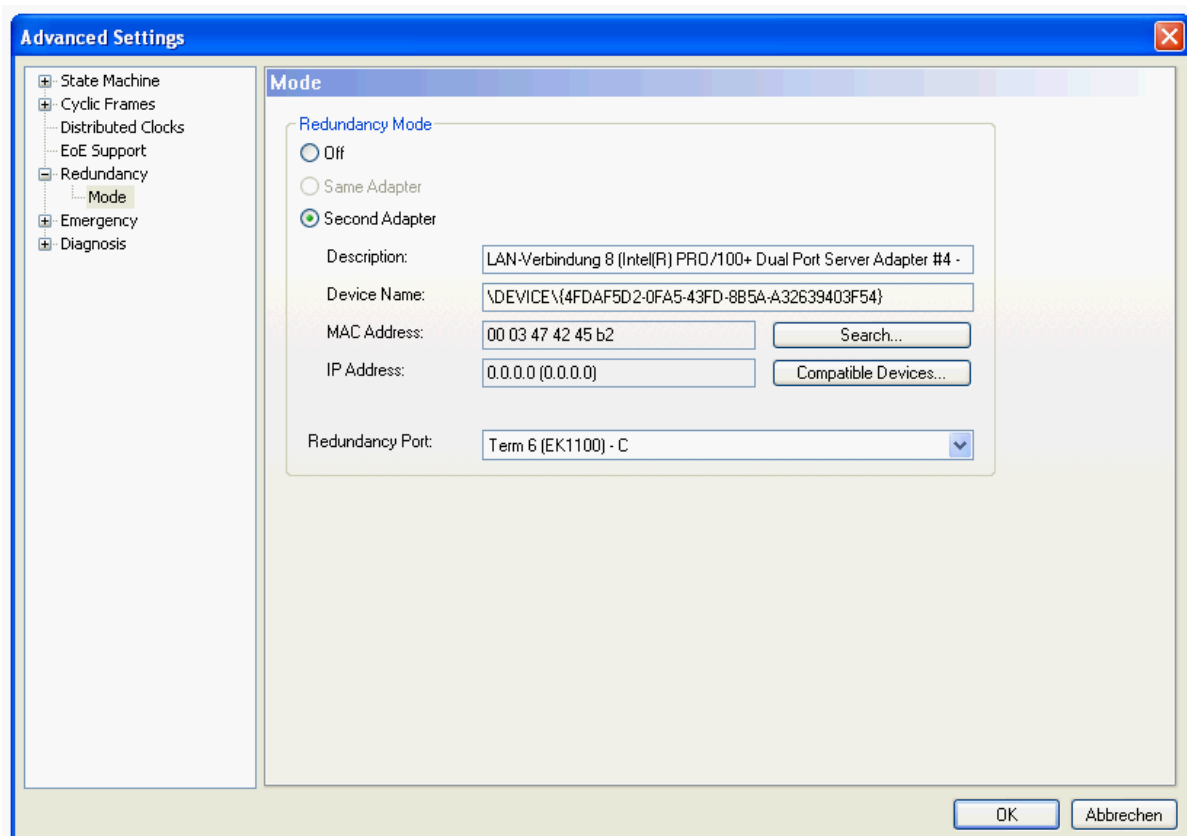 Advanced Settings
State Machine
Cyclic Frames
Distributed Clocks
EoE Support
Redundancy
Mode
Emergency
Diagnosis
Mode
Redundancy Mode
Off
Same Adapter
Second Adapter
Description: LAN-Verbindung 8 (Intel(R) PRO/100+ Dual Port Server Adapter #4 -
Device Name: \DEVICE\{4FDAF5D2-0FA5-43FD-8B5A-A32639403F54}
MAC Address: 00 03 47 42 45 b2 Search...
IP Address: 0.0.0.0 (0.0.0.0) Compatible Devices...
Redundancy Port: Term 6 (EK1100) - C
OK Abbrechen